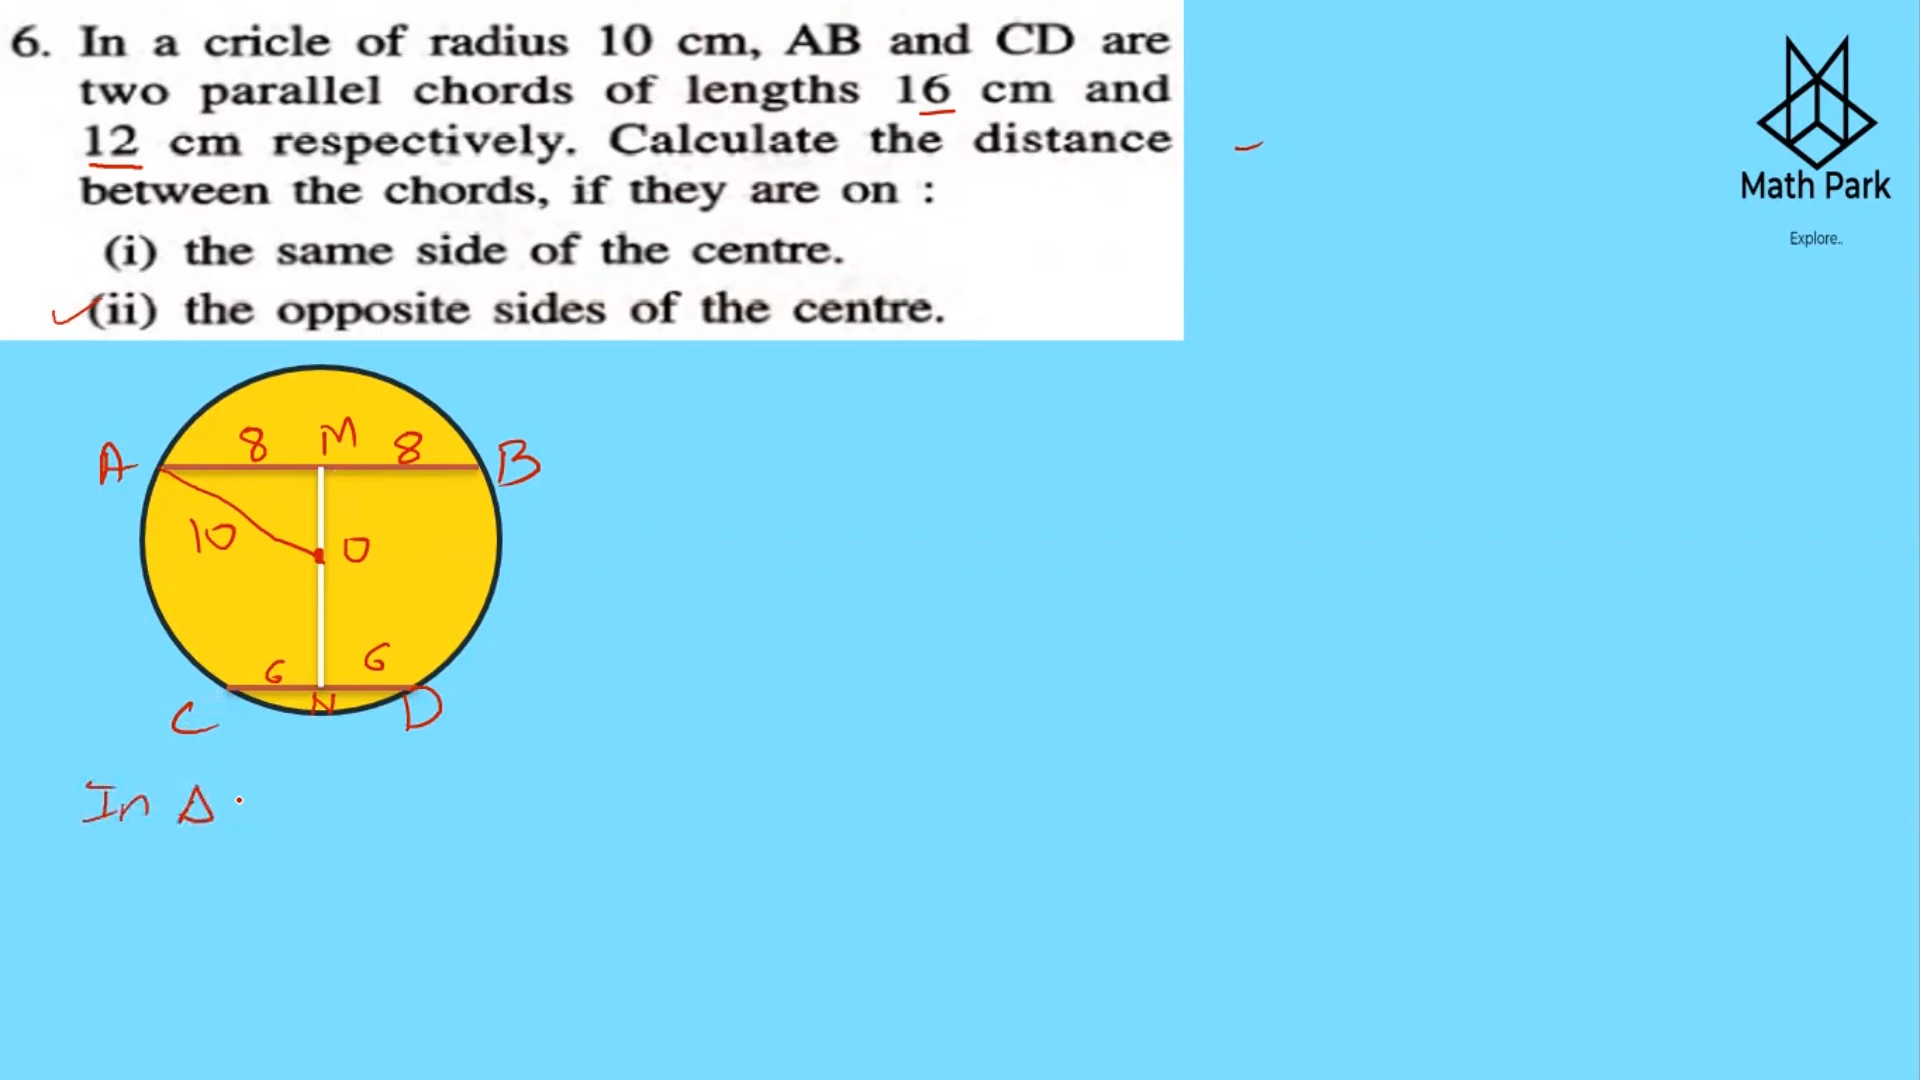 6. In a cricle of radius 10 cm, AB and CD are
two parallel chords of lengths 16 cm and
12 cm respectively. Calculate the distance
between the chords, if they are on :
(i) the same side of the centre.
(ii) the opposite sides of the centre.
Math Park
Explore..
8 M 8
A B
10 O
6 6
C N D
In Δ